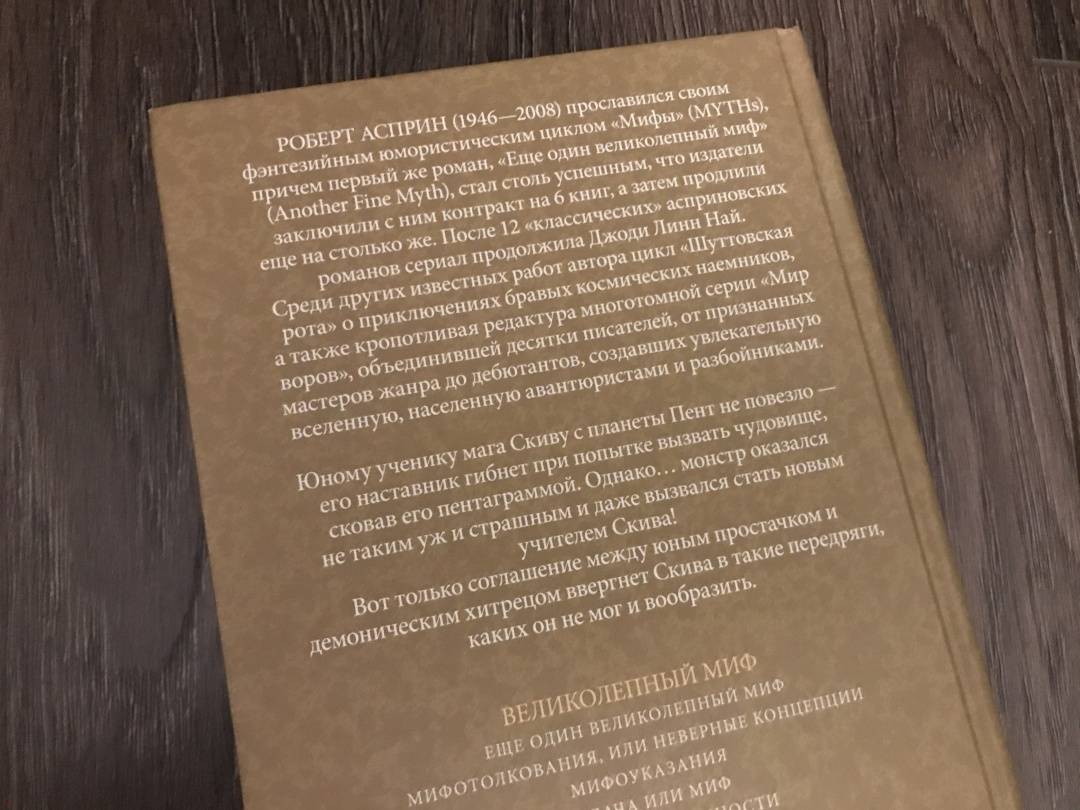 РОБЕРТ АСПРИН (1946—2008) прославился своим
фэнтезийным юмористическим циклом «Мифы» (MYTHs),
причем первый же роман, «Еще один великолепный миф»
(Another Fine Myth), стал столь успешным, что издатели
заключили с ним контракт на 6 книг, а затем продлили
еще на столько же. После 12 «классических» асприновских
романов сериал продолжила Джоди Линн Най.
Среди других известных работ автора цикл «Шуттовская
рота» о приключениях бравых космических наемников,
а также кропотливая редактура многотомной серии «Мир
воров», объединившей десятки писателей, от признанных
мастеров жанра до дебютантов, создавших увлекательную
вселенную, населенную авантюристами и разбойниками.
Юному ученику мага Скиву с планеты Пент не повезло —
его наставник гибнет при попытке вызвать чудовище,
сковав его пентаграммой. Однако... монстр оказался
не таким уж и страшным и даже вызвался стать новым
учителем Скива!
Вот только соглашение между юным простачком и
демоническим хитрецом ввергнет Скива в такие передряги,
каких он не мог и вообразить.
ВЕЛИКОЛЕПНЫЙ МИФ
ЕЩЕ ОДИН ВЕЛИКОЛЕПНЫЙ МИФ
МИФОТОЛКОВАНИЯ, ИЛИ НЕВЕРНЫЕ КОНЦЕПЦИИ
МИФОУКАЗАНИЯ
ИЛИ МИФ